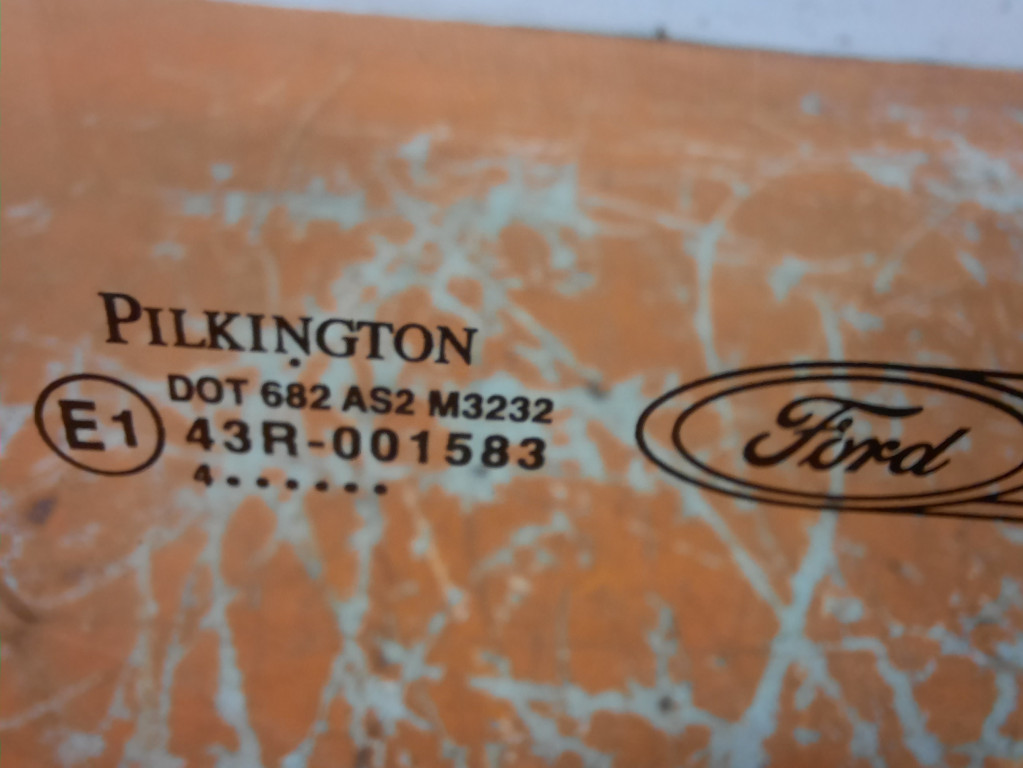 PILKINGTON
DOT 682 AS2 M3232
E1
43R-001583
4.......
Ford